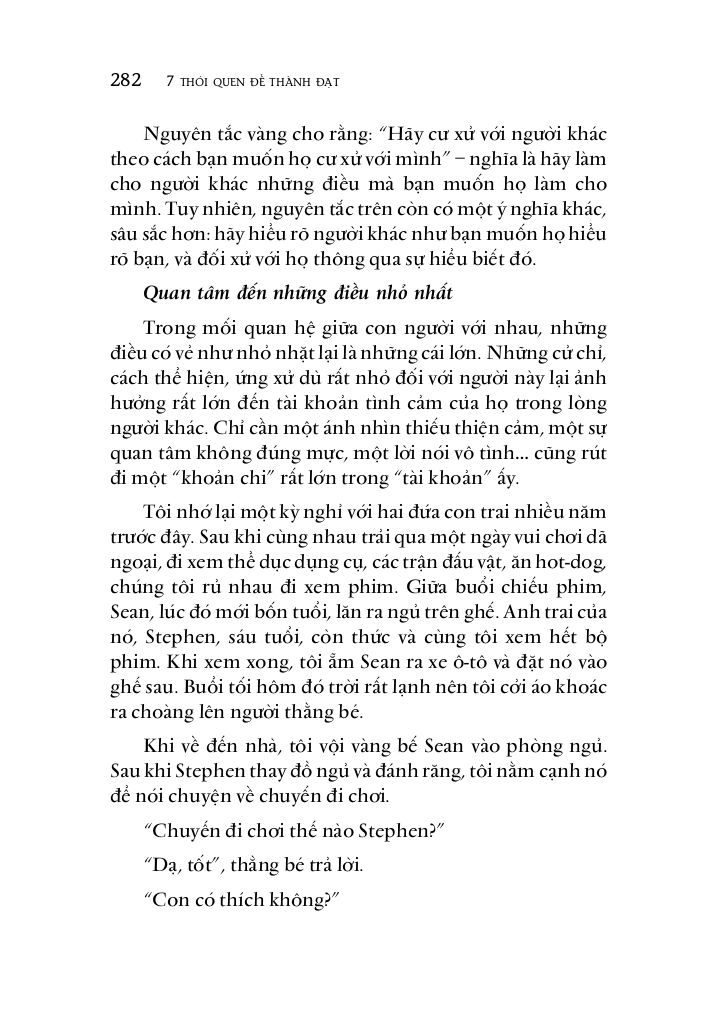 282 7 THÓI QUEN ĐỂ THÀNH ĐẠT
Nguyên tắc vàng cho rằng: “Hãy cư xử với người khác
theo cách bạn muốn họ cư xử với mình” – nghĩa là hãy làm
cho người khác những điều mà bạn muốn họ làm cho
mình. Tuy nhiên, nguyên tắc trên còn có một ý nghĩa khác,
sâu sắc hơn: hãy hiểu rõ người khác như bạn muốn họ hiểu
rõ bạn, và đối xử với họ thông qua sự hiểu biết đó.
Quan tâm đến những điều nhỏ nhất
Trong mối quan hệ giữa con người với nhau, những
điều có vẻ như nhỏ nhặt lại là những cái lớn. Những cử chỉ,
cách thể hiện, ứng xử dù rất nhỏ đối với người này lại ảnh
hưởng rất lớn đến tài khoản tình cảm của họ trong lòng
người khác. Chỉ cần một ánh nhìn thiếu thiện cảm, một sự
quan tâm không đúng mực, một lời nói vô tình... cũng rút
đi một “khoản chi” rất lớn trong “tài khoản” ấy.
Tôi nhớ lại một kỳ nghỉ với hai đứa con trai nhiều năm
trước đây. Sau khi cùng nhau trải qua một ngày vui chơi dã
ngoại, đi xem thể dục dụng cụ, các trận đấu vật, ăn hot-dog,
chúng tôi rủ nhau đi xem phim. Giữa buổi chiếu phim,
Sean, lúc đó mới bốn tuổi, lăn ra ngủ trên ghế. Anh trai của
nó, Stephen, sáu tuổi, còn thức và cùng tôi xem hết bộ
phim. Khi xem xong, tôi ẵm Sean ra xe ô-tô và đặt nó vào
ghế sau. Buổi tối hôm đó trời rất lạnh nên tôi cởi áo khoác
ra choàng lên người thằng bé.
Khi về đến nhà, tôi vội vàng bế Sean vào phòng ngủ.
Sau khi Stephen thay đồ ngủ và đánh răng, tôi nằm cạnh nó
để nói chuyện về chuyến đi chơi.
“Chuyến đi chơi thế nào Stephen?”
“Dạ, tốt”, thằng bé trả lời.
“Con có thích không?”